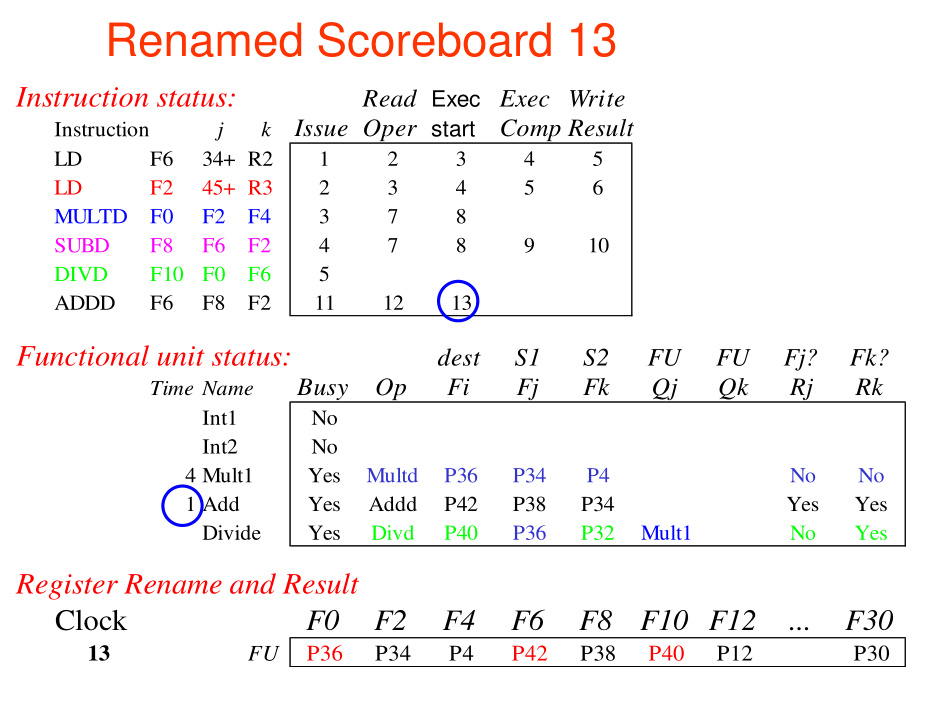 Renamed Scoreboard 13
Instruction status: Read Exec Exec Write
Instruction j k Issue Oper start Comp Result
LD F6 34+ R2 1 2 3 4 5
LD F2 45+ R3 2 3 4 5 6
MULTD F0 F2 F4 3 7 8
SUBD F8 F6 F2 4 7 8 9 10
DIVD F10 F0 F6 5
ADDD F6 F8 F2 11 12 13
Functional unit status: dest S1 S2 FU FU Fj? Fk?
Time Name Busy Op Fi Fj Fk Qj Qk Rj Rk
Int1 No
Int2 No
4 Mult1 Yes Multd P36 P34 P4 No No
1 Add Yes Addd P42 P38 P34 Yes Yes
Divide Yes Divd P40 P36 P32 Mult1 No Yes
Register Rename and Result
Clock F0 F2 F4 F6 F8 F10 F12 ... F30
13 FU P36 P34 P4 P42 P38 P40 P12 P30